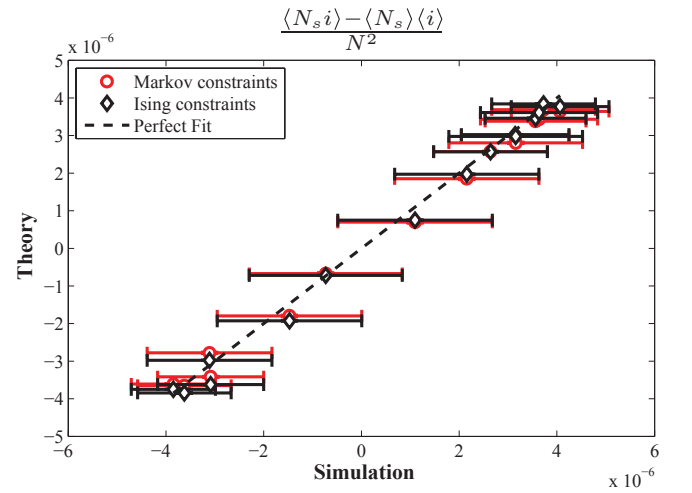 ⟨N_s i⟩−⟨N_s⟩⟨i⟩
N²
x 10⁻⁶
5
4
3
2
1
0
−1
−2
−3
−4
−5
Theory
Markov constraints
Ising constraints
Perfect Fit
−6 −4 −2 0 2 4 6
Simulation
x 10⁻⁶